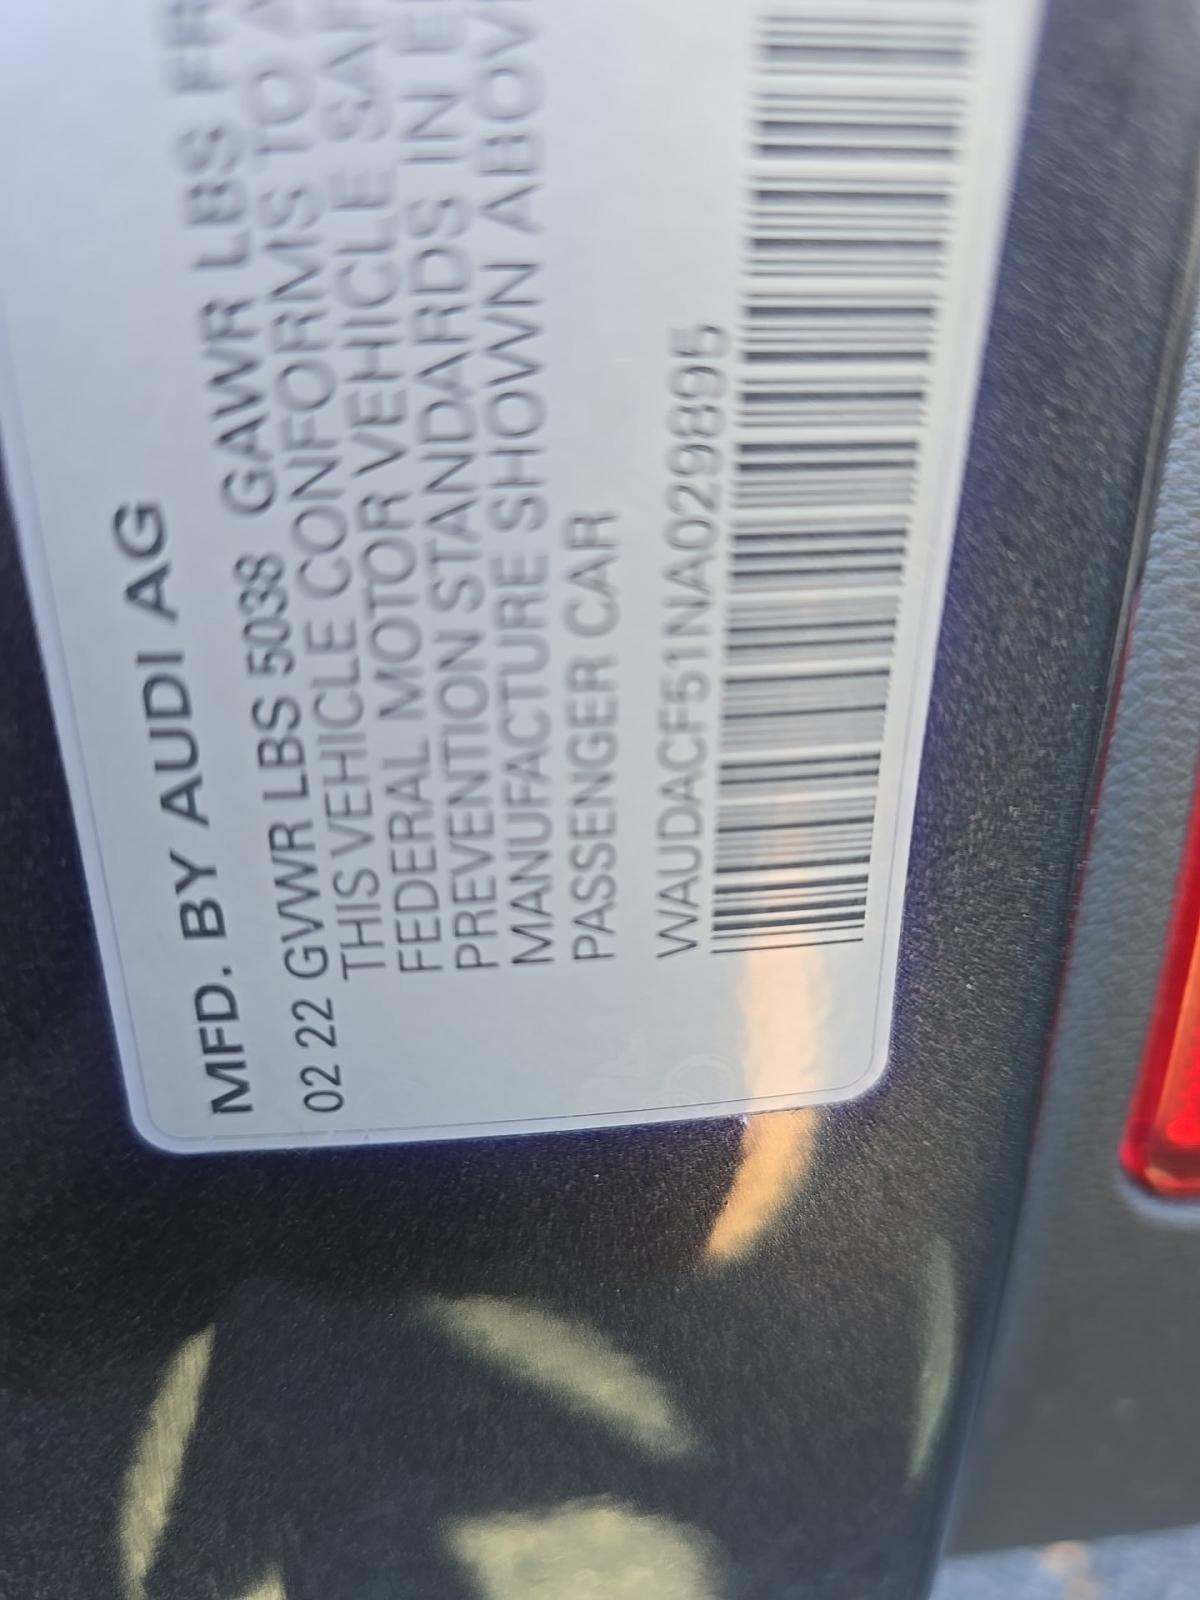 MFD. BY AUDI AG
02 22 GVWR LBS 5038 GAWR LBS
THIS VEHICLE CONFORMS TO
FEDERAL MOTOR VEHICLE
PREVENTION STANDARDS IN
MANUFACTURE SHOWN ABOV
PASSENGER CAR
WAUDACF51NA029895